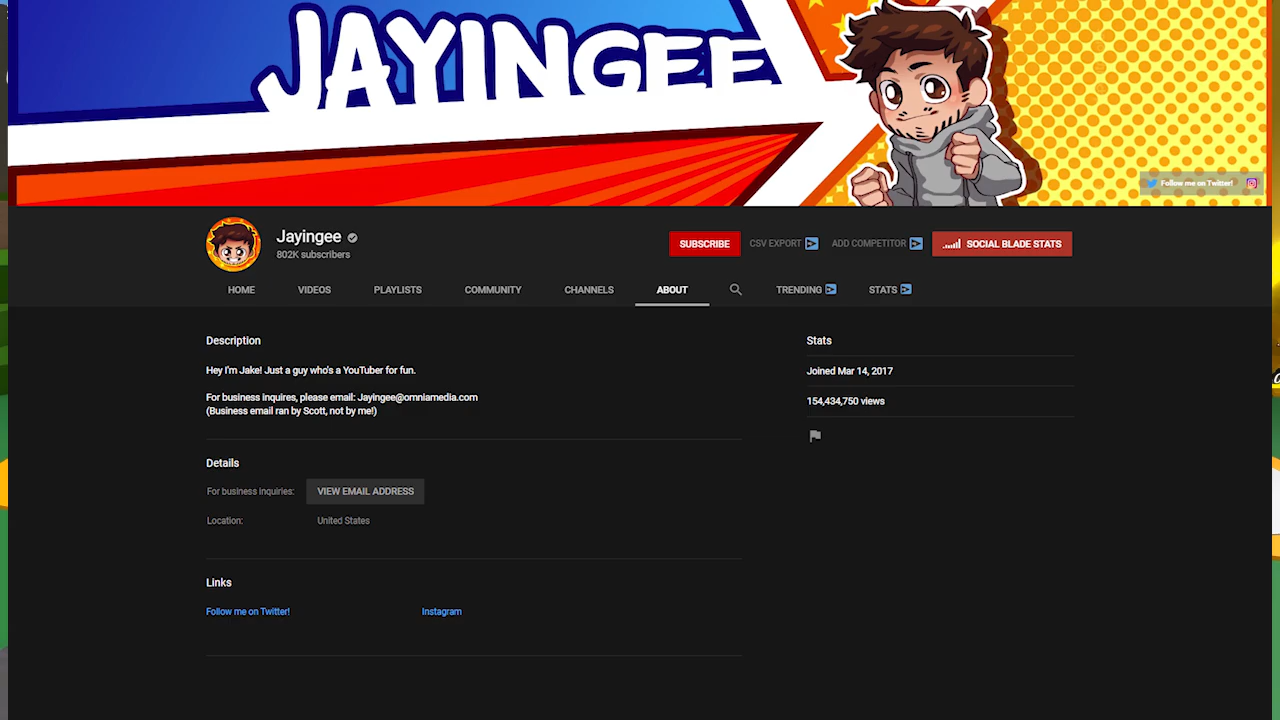 JAYINGEE
Follow me on Twitter!
Jayingee
802K subscribers
SUBSCRIBE CSV EXPORT ADD COMPETITOR SOCIAL BLADE STATS
HOME VIDEOS PLAYLISTS COMMUNITY CHANNELS ABOUT TRENDING STATS
Description
Hey I'm Jake! Just a guy who's a YouTuber for fun.
For business inquires, please email: Jayingee@omniamedia.com
(Business email ran by Scott, not by me!)
Details
For business inquiries: VIEW EMAIL ADDRESS
Location: United States
Links
Follow me on Twitter! Instagram
Stats
Joined Mar 14, 2017
154,434,750 views